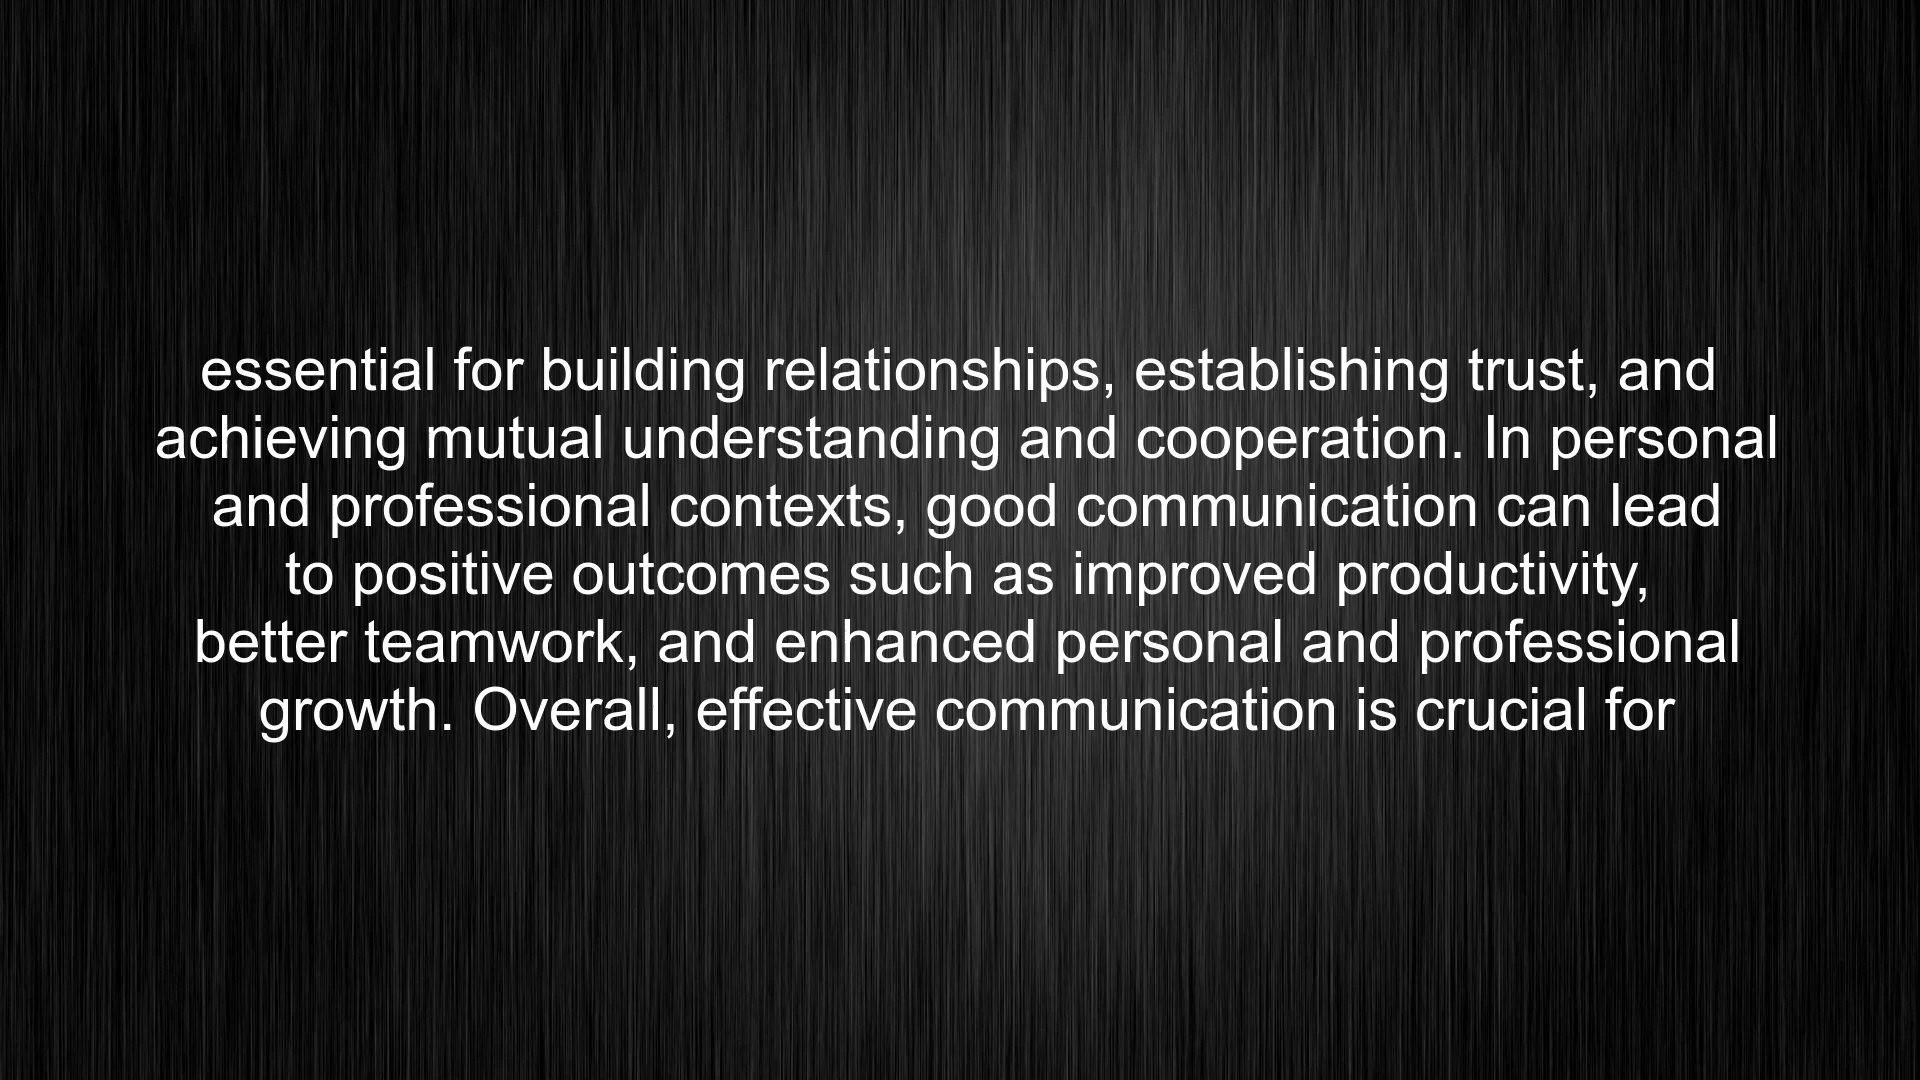 essential for building relationships, establishing trust, and
achieving mutual understanding and cooperation. In personal
and professional contexts, good communication can lead
to positive outcomes such as improved productivity,
better teamwork, and enhanced personal and professional
growth. Overall, effective communication is crucial for